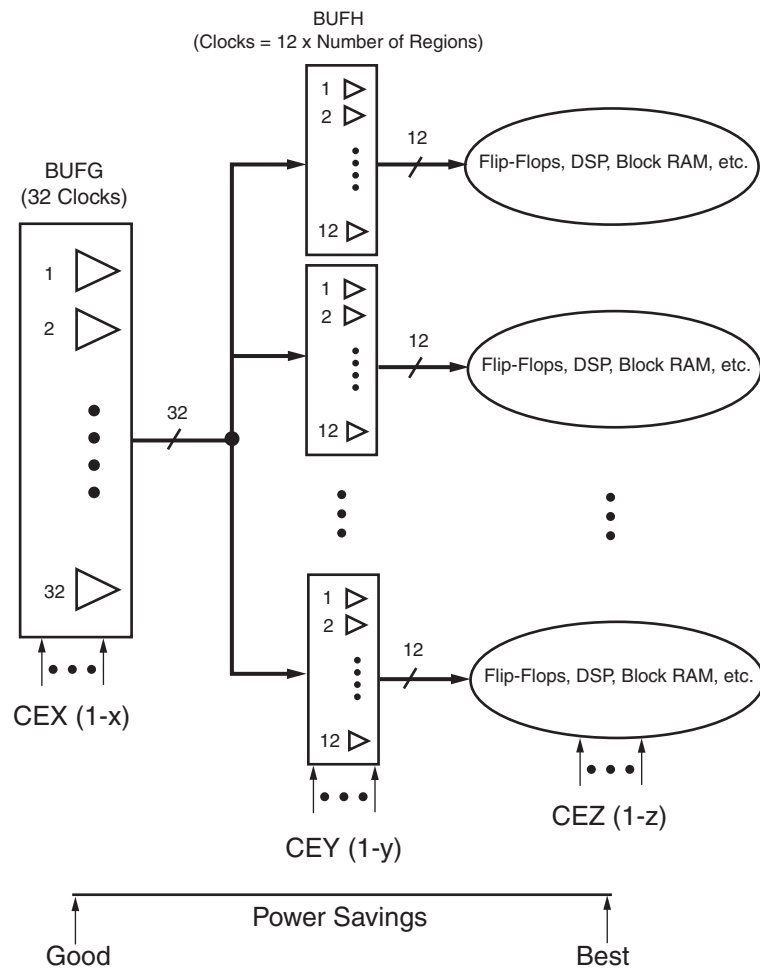 BUFH
(Clocks = 12 x Number of Regions)
1
2
12
12
Flip-Flops, DSP, Block RAM, etc.
BUFG
(32 Clocks)
1
2
32
32
1
2
12
12
Flip-Flops, DSP, Block RAM, etc.
1
2
12
12
Flip-Flops, DSP, Block RAM, etc.
CEX (1-x)
CEY (1-y)
CEZ (1-z)
Power Savings
Good
Best